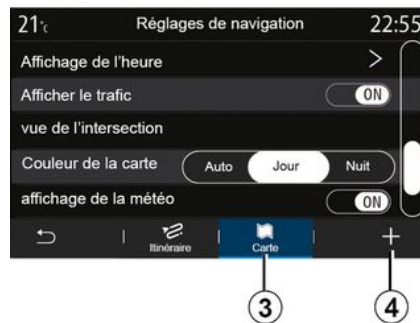 21°c Réglages de navigation 22:55
Affichage de l'heure >
Afficher le trafic ON
vue de l'intersection
Couleur de la carte Auto Jour Nuit
affichage de la météo ON
Itinéraire Carte +
3 4